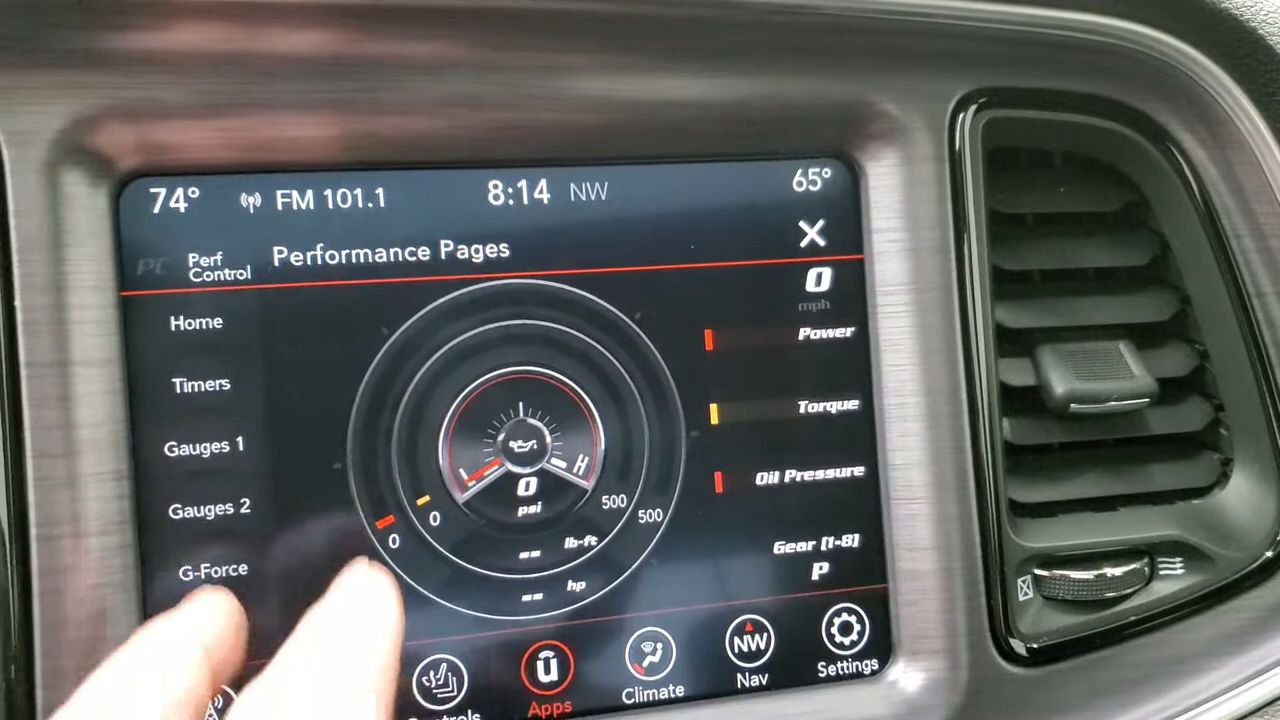 74° FM 101.1 8:14 NW 65°
Perf Control
Performance Pages
0
mph
Home
Timers
Gauges 1
Gauges 2
G-Force
Power
Torque
Oil Pressure
Gear [1-8]
P
L H
0
psi
0 500
-- lb-ft
0 500
-- hp
Apps
Climate
NW
Nav
Settings